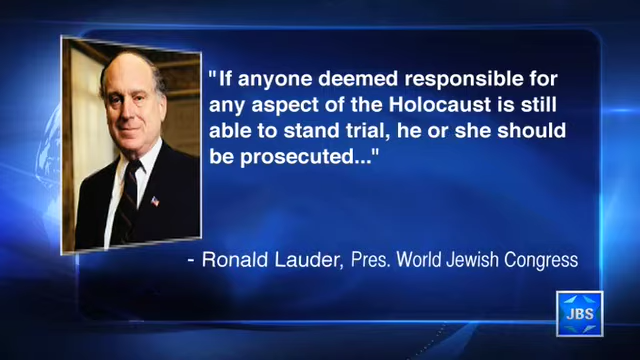 "If anyone deemed responsible for
any aspect of the Holocaust is still
able to stand trial, he or she should
be prosecuted..."
- Ronald Lauder, Pres. World Jewish Congress
JBS